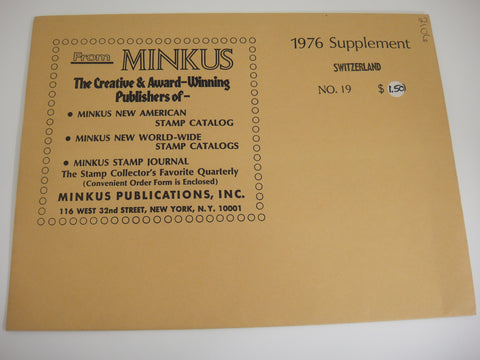 From MINKUS
The Creative & Award-Winning
Publishers of-
• MINKUS NEW AMERICAN
STAMP CATALOG
• MINKUS NEW WORLD-WIDE
STAMP CATALOGS
• MINKUS STAMP JOURNAL
The Stamp Collector's Favorite Quarterly
(Convenient Order Form is Enclosed)
MINKUS PUBLICATIONS, INC.
116 WEST 32nd STREET, NEW YORK, N.Y. 10001
1976 Supplement
SWITZERLAND
NO. 19 $ 1.50